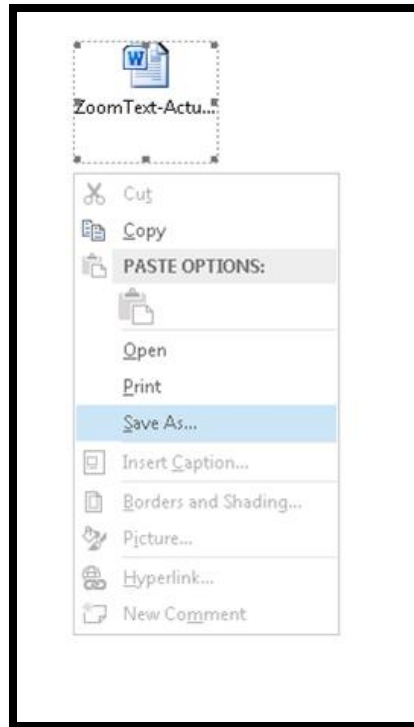 ZoomText-Actu...
Cut
Copy
PASTE OPTIONS:
Open
Print
Save As...
Insert Caption...
Borders and Shading...
Picture...
Hyperlink...
New Comment